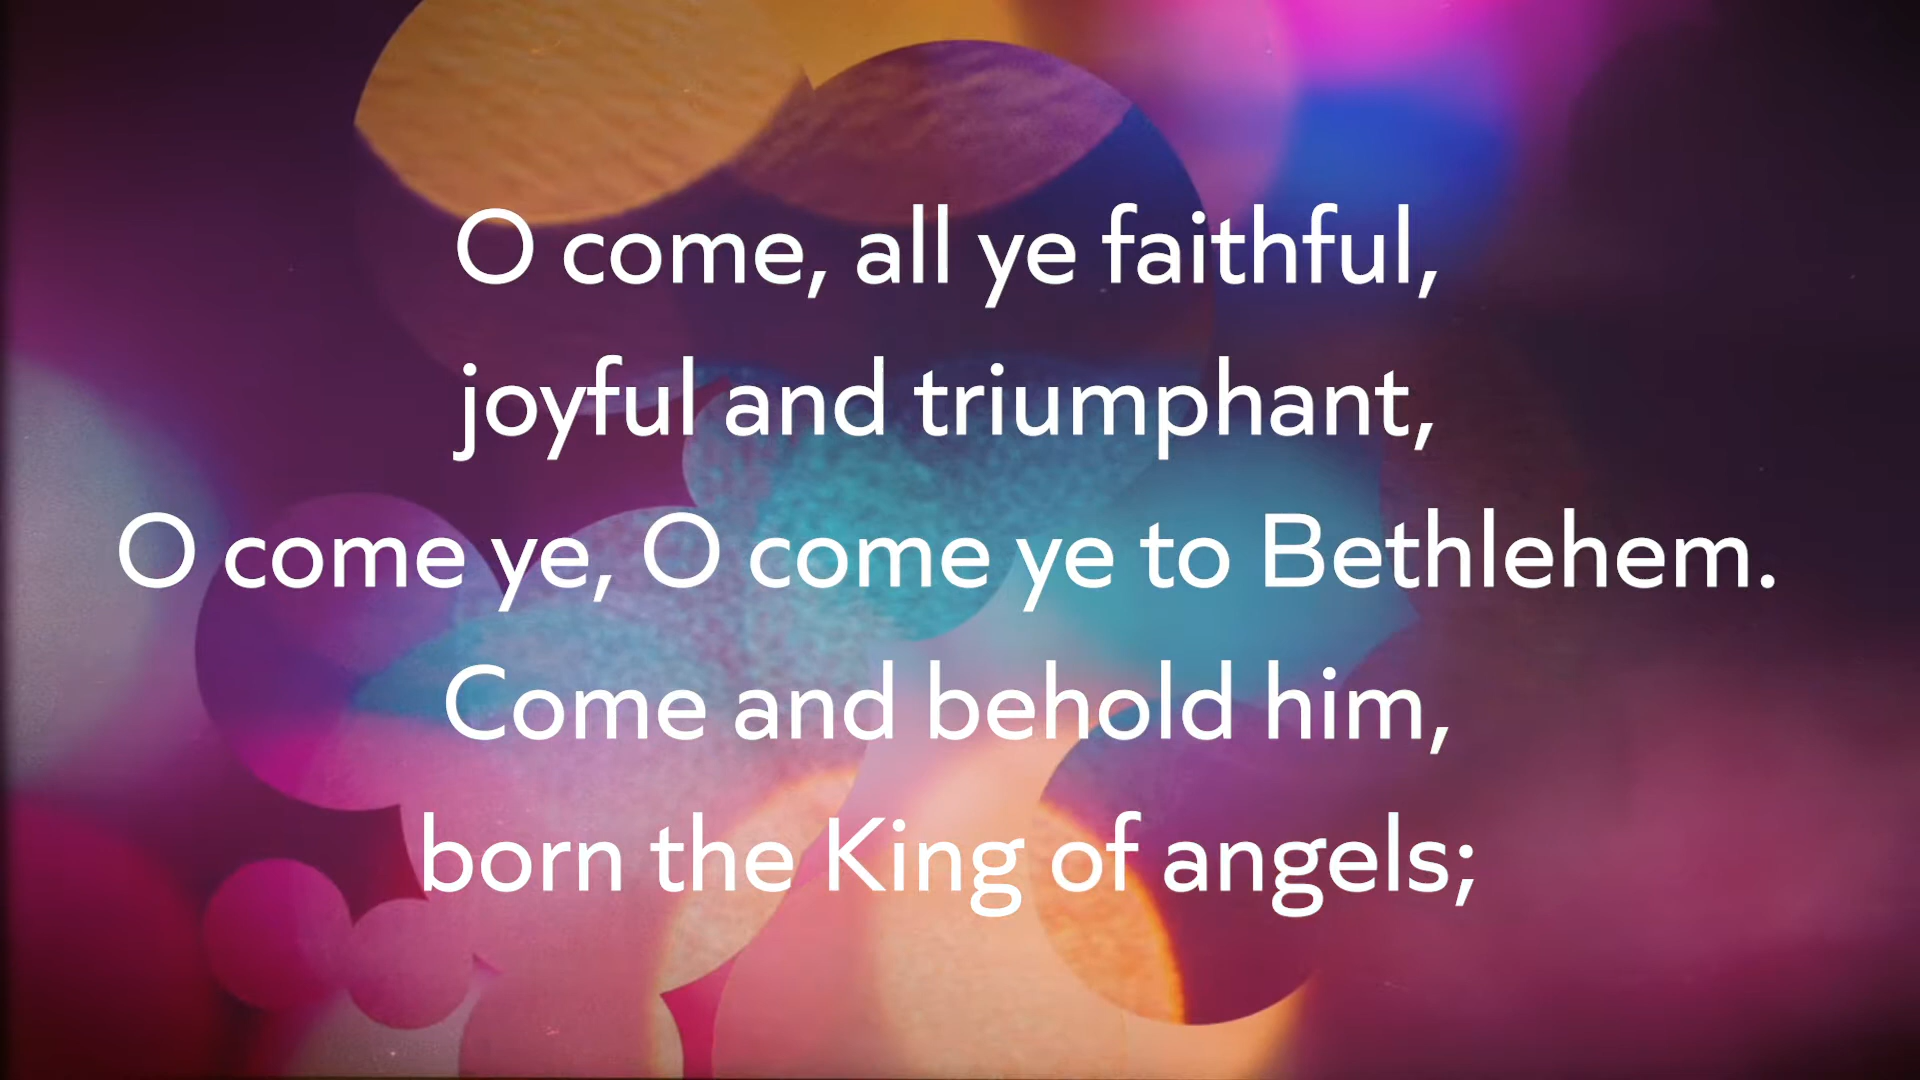 O come, all ye faithful,
joyful and triumphant,
O come ye, O come ye to Bethlehem.
Come and behold him,
born the King of angels;